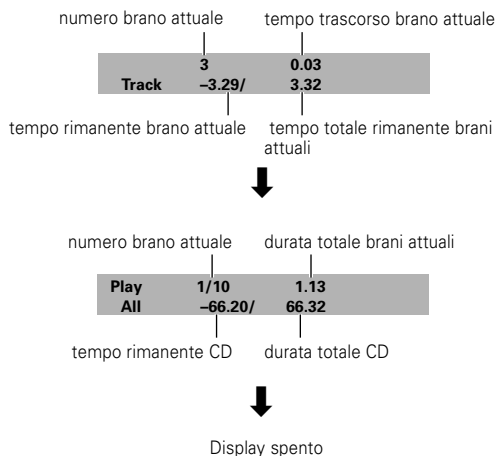 numero brano attuale tempo trascorso brano attuale
3 0.03
Track –3.29/ 3.32
tempo rimanente brano attuale tempo totale rimanente brani
attuali
numero brano attuale durata totale brani attuali
Play 1/10 1.13
All –66.20/ 66.32
tempo rimanente CD durata totale CD
Display spento